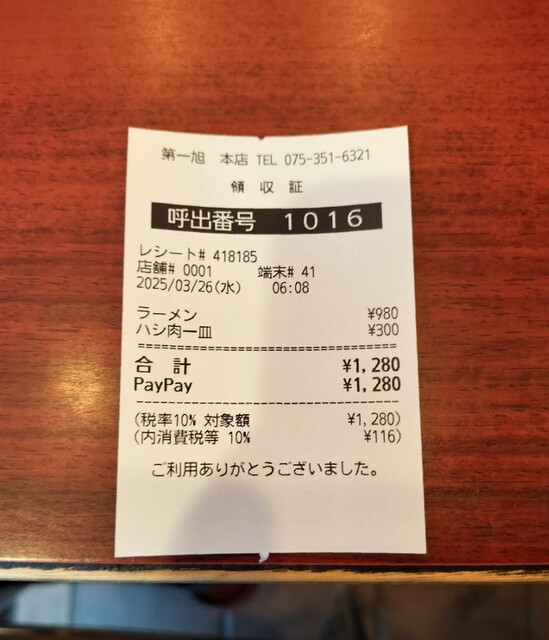 第一旭 本店 TEL 075-351-6321
領収証
呼出番号 1016
レシート# 418185
店舗# 0001 端末# 41
2025/03/26(水) 06:08
ラーメン ¥980
ハシ肉一皿 ¥300
合計 ¥1,280
PayPay ¥1,280
(税率10% 対象額 ¥1,280)
(内消費税等 10% ¥116)
ご利用ありがとうございました。